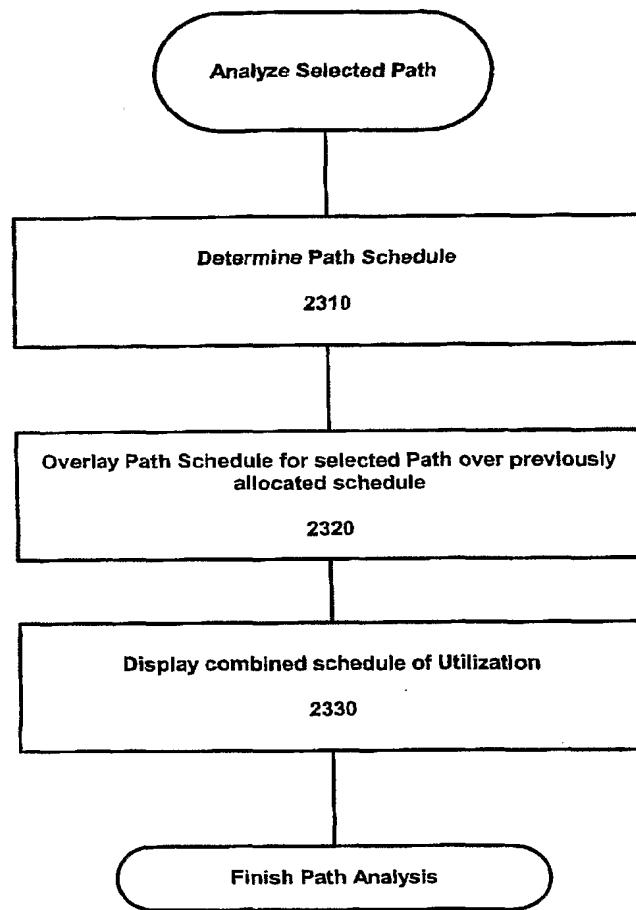 Analyze Selected Path
Determine Path Schedule
2310
Overlay Path Schedule for selected Path over previously
allocated schedule
2320
Display combined schedule of Utilization
2330
Finish Path Analysis